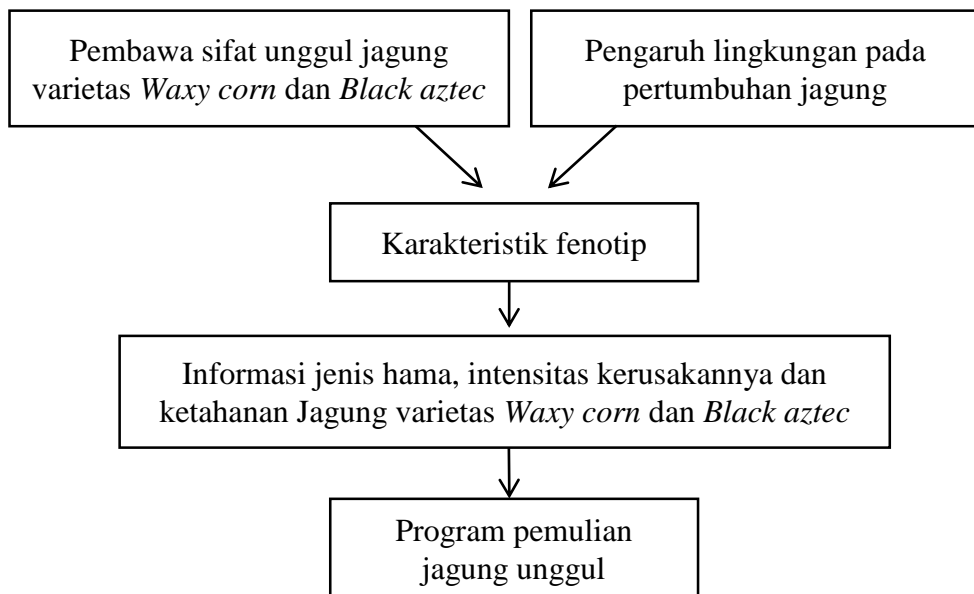 Pembawa sifat unggul jagung
varietas Waxy corn dan Black aztec
Pengaruh lingkungan pada
pertumbuhan jagung
Karakteristik fenotip
Informasi jenis hama, intensitas kerusakannya dan
ketahanan Jagung varietas Waxy corn dan Black aztec
Program pemulian
jagung unggul